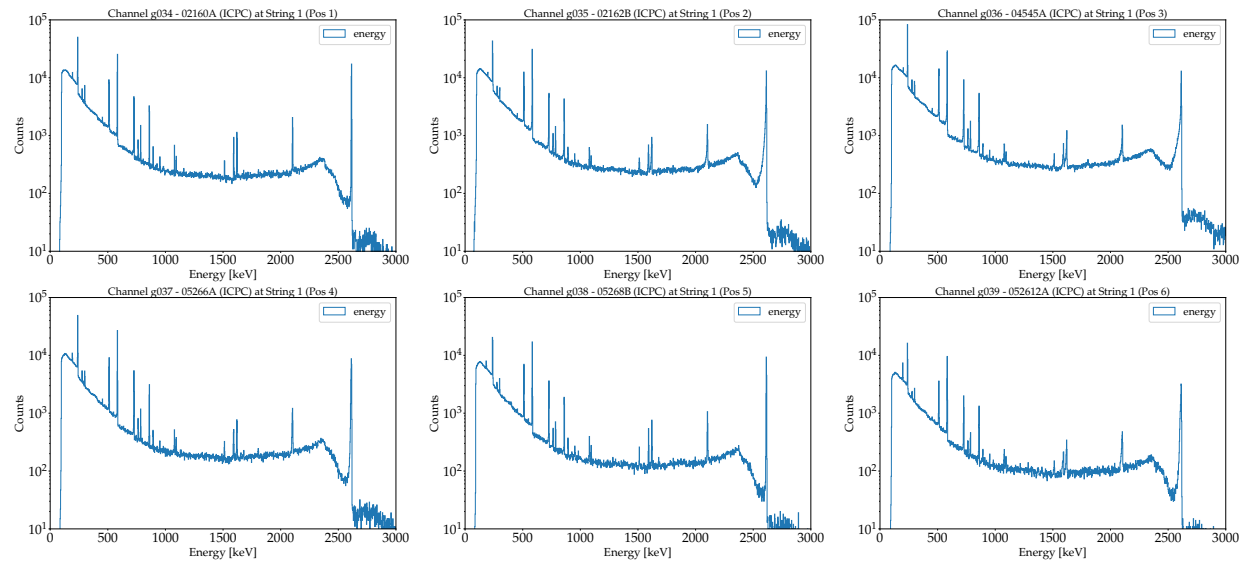 Channel g034 - 02160A (ICPC) at String 1 (Pos 1)
10^5
energy
10^4
Counts
10^3
10^2
10^1
0 500 1000 1500 2000 2500 3000
Energy [keV]
Channel g035 - 02162B (ICPC) at String 1 (Pos 2)
10^5
energy
10^4
Counts
10^3
10^2
10^1
0 500 1000 1500 2000 2500 3000
Energy [keV]
Channel g036 - 04545A (ICPC) at String 1 (Pos 3)
10^5
energy
10^4
Counts
10^3
10^2
10^1
0 500 1000 1500 2000 2500 3000
Energy [keV]
Channel g037 - 05266A (ICPC) at String 1 (Pos 4)
10^5
energy
10^4
Counts
10^3
10^2
10^1
0 500 1000 1500 2000 2500 3000
Energy [keV]
Channel g038 - 05268B (ICPC) at String 1 (Pos 5)
10^5
energy
10^4
Counts
10^3
10^2
10^1
0 500 1000 1500 2000 2500 3000
Energy [keV]
Channel g039 - 052612A (ICPC) at String 1 (Pos 6)
10^5
energy
10^4
Counts
10^3
10^2
10^1
0 500 1000 1500 2000 2500 3000
Energy [keV]